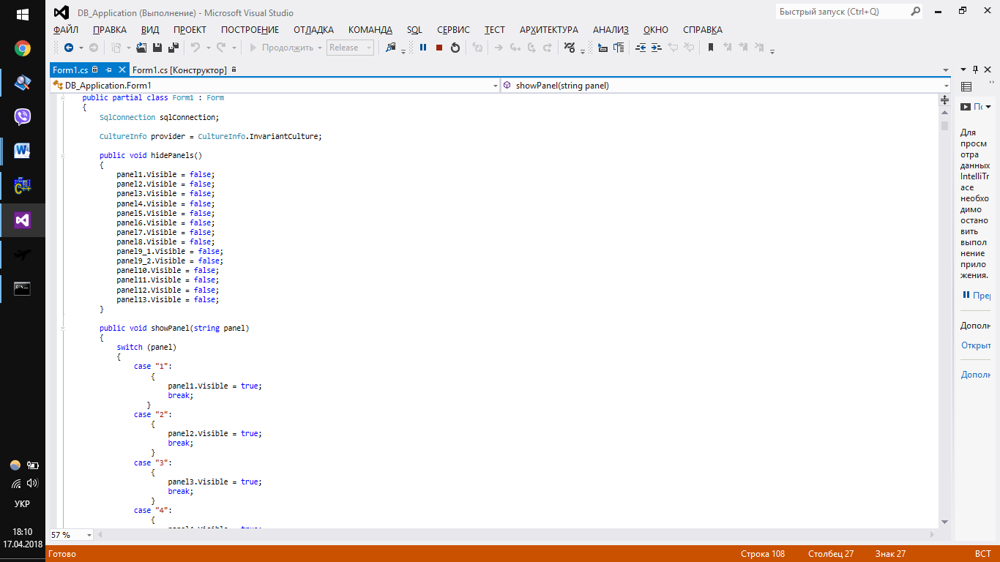 DB_Application (Выполнение) - Microsoft Visual Studio
Быстрый запуск (Ctrl+Q)
ФАЙЛ ПРАВКА ВИД ПРОЕКТ ПОСТРОЕНИЕ ОТЛАДКА КОМАНДА SQL СЕРВИС ТЕСТ АРХИТЕКТУРА АНАЛИЗ ОКНО СПРАВКА
Продолжить Release
Form1.cs Form1.cs [Конструктор]
DB_Application.Form1 showPanel(string panel)
public partial class Form1 : Form
{
SqlConnection sqlConnection;
CultureInfo provider = CultureInfo.InvariantCulture;
public void hidePanels()
{
panel1.Visible = false;
panel2.Visible = false;
panel3.Visible = false;
panel4.Visible = false;
panel5.Visible = false;
panel6.Visible = false;
panel7.Visible = false;
panel8.Visible = false;
panel9_1.Visible = false;
panel9_2.Visible = false;
panel10.Visible = false;
panel11.Visible = false;
panel12.Visible = false;
panel13.Visible = false;
}
public void showPanel(string panel)
{
switch (panel)
{
case "1":
{
panel1.Visible = true;
break;
}
case "2":
{
panel2.Visible = true;
break;
}
case "3":
{
panel3.Visible = true;
break;
}
case "4":
{
57 %
Для
просм
отра
данных
IntelliTr
ace
необхо
димо
остано
вить
выпол
нение
прило
жения.
Дополн
Открыт
Дополн
УКР
18:10
17.04.2018
Готово Строка 108 Столбец 27 Знак 27 ВСТ